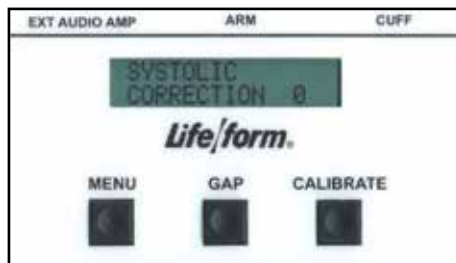 EXT AUDIO AMP ARM CUFF
SYSTOLIC
CORRECTION 0
Life/form®
MENU GAP CALIBRATE